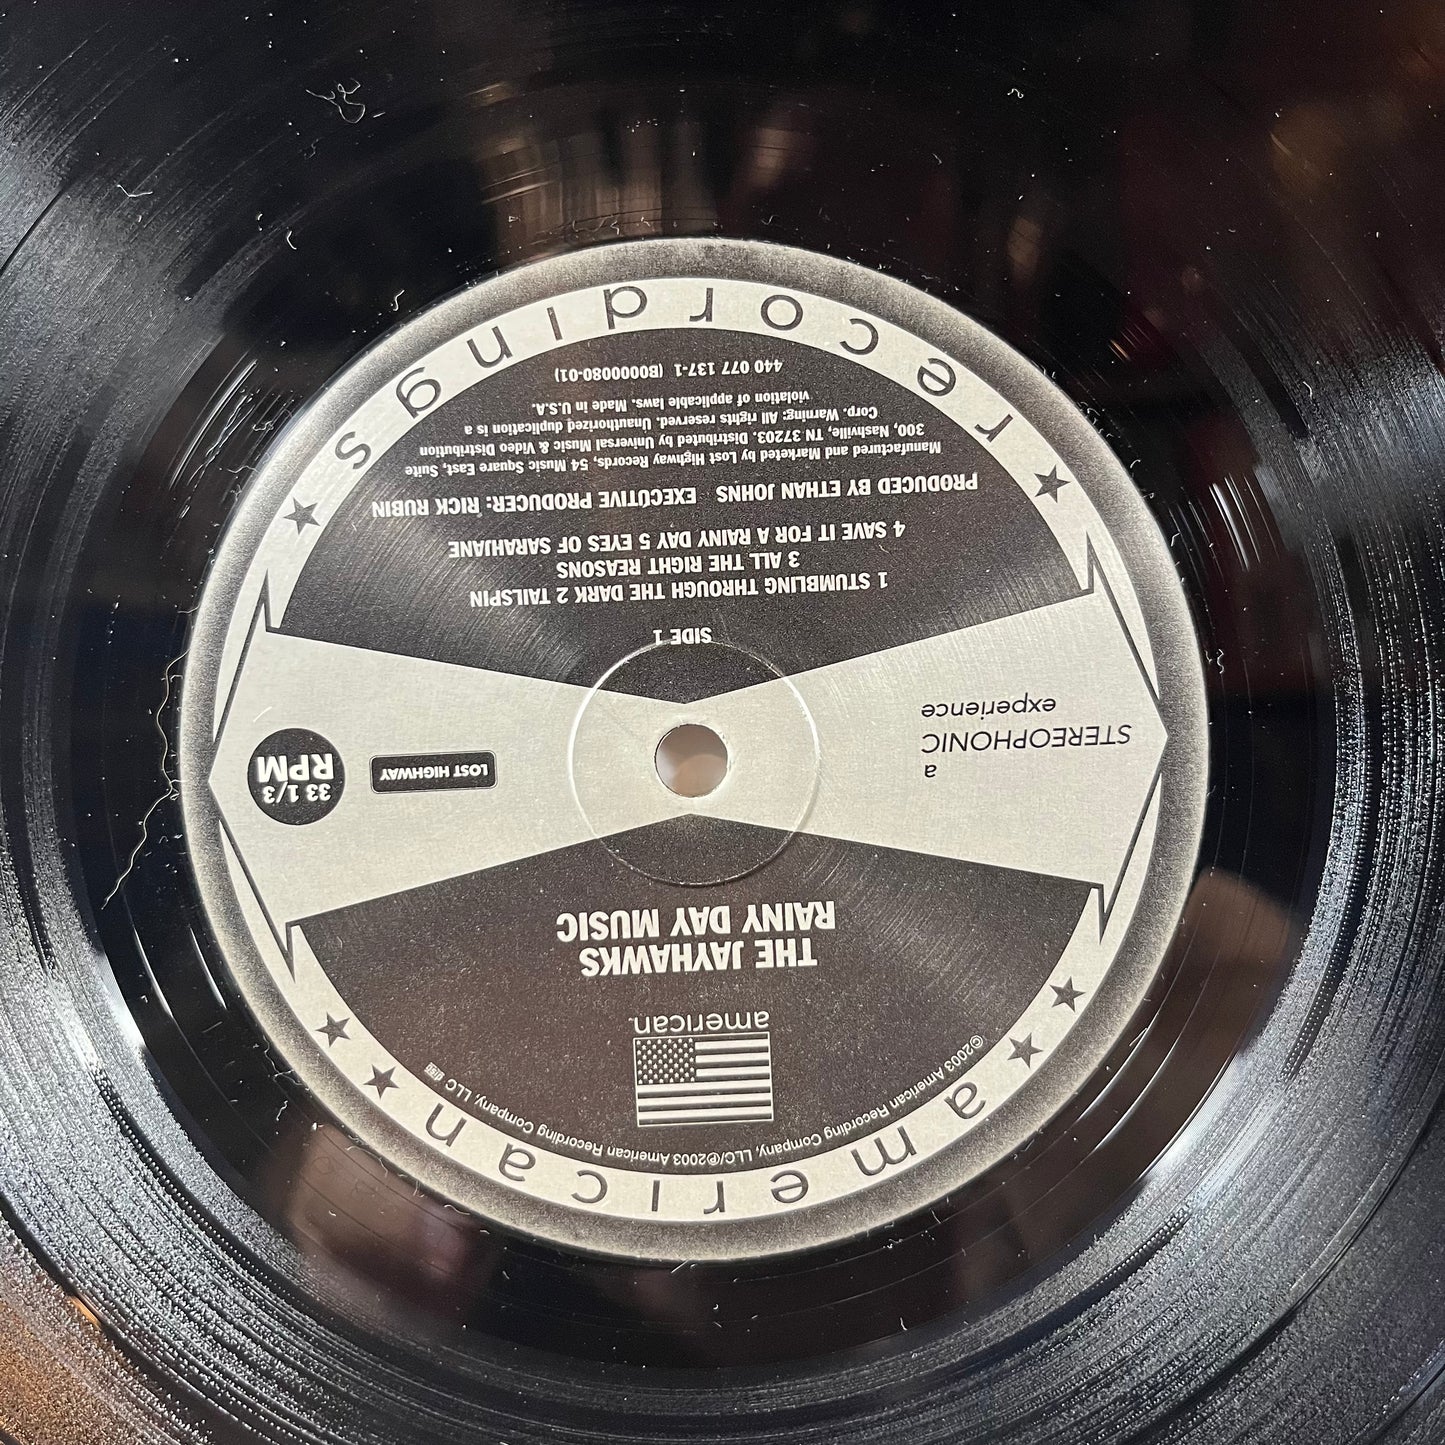 american
©2003 American Recording Company, LLC/℗2003 American Recording Company, LLC
american™
THE JAYHAWKS
RAINY DAY MUSIC
a
STEREOPHONIC
experience
LOST HIGHWAY
33 1/3
RPM
SIDE 1
1 STUMBLING THROUGH THE DARK 2 TAILSPIN
3 ALL THE RIGHT REASONS
4 SAVE IT FOR A RAINY DAY 5 EYES OF SARAHJANE
PRODUCED BY ETHAN JOHNS EXECUTIVE PRODUCER: RICK RUBIN
Manufactured and Marketed by Lost Highway Records, 54 Music Square East, Suite
300, Nashville, TN 37203. Distributed by Universal Music & Video Distribution
Corp. Warning: All rights reserved. Unauthorized duplication is a
violation of applicable laws. Made in U.S.A.
440 077 137-1 (B0000080-01)
recordings